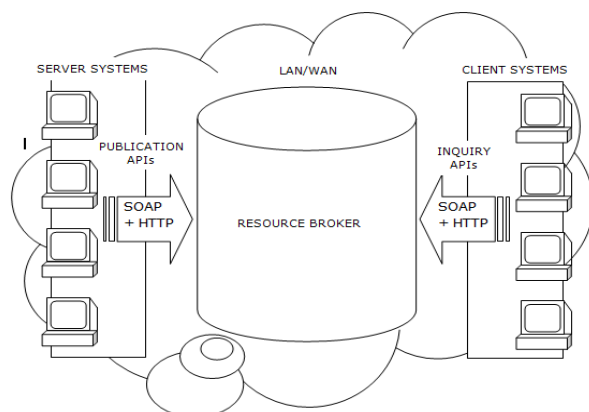 SERVER SYSTEMS
LAN/WAN
CLIENT SYSTEMS
PUBLICATION
APIs
INQUIRY
APIs
SOAP
+ HTTP
RESOURCE BROKER
SOAP
+ HTTP